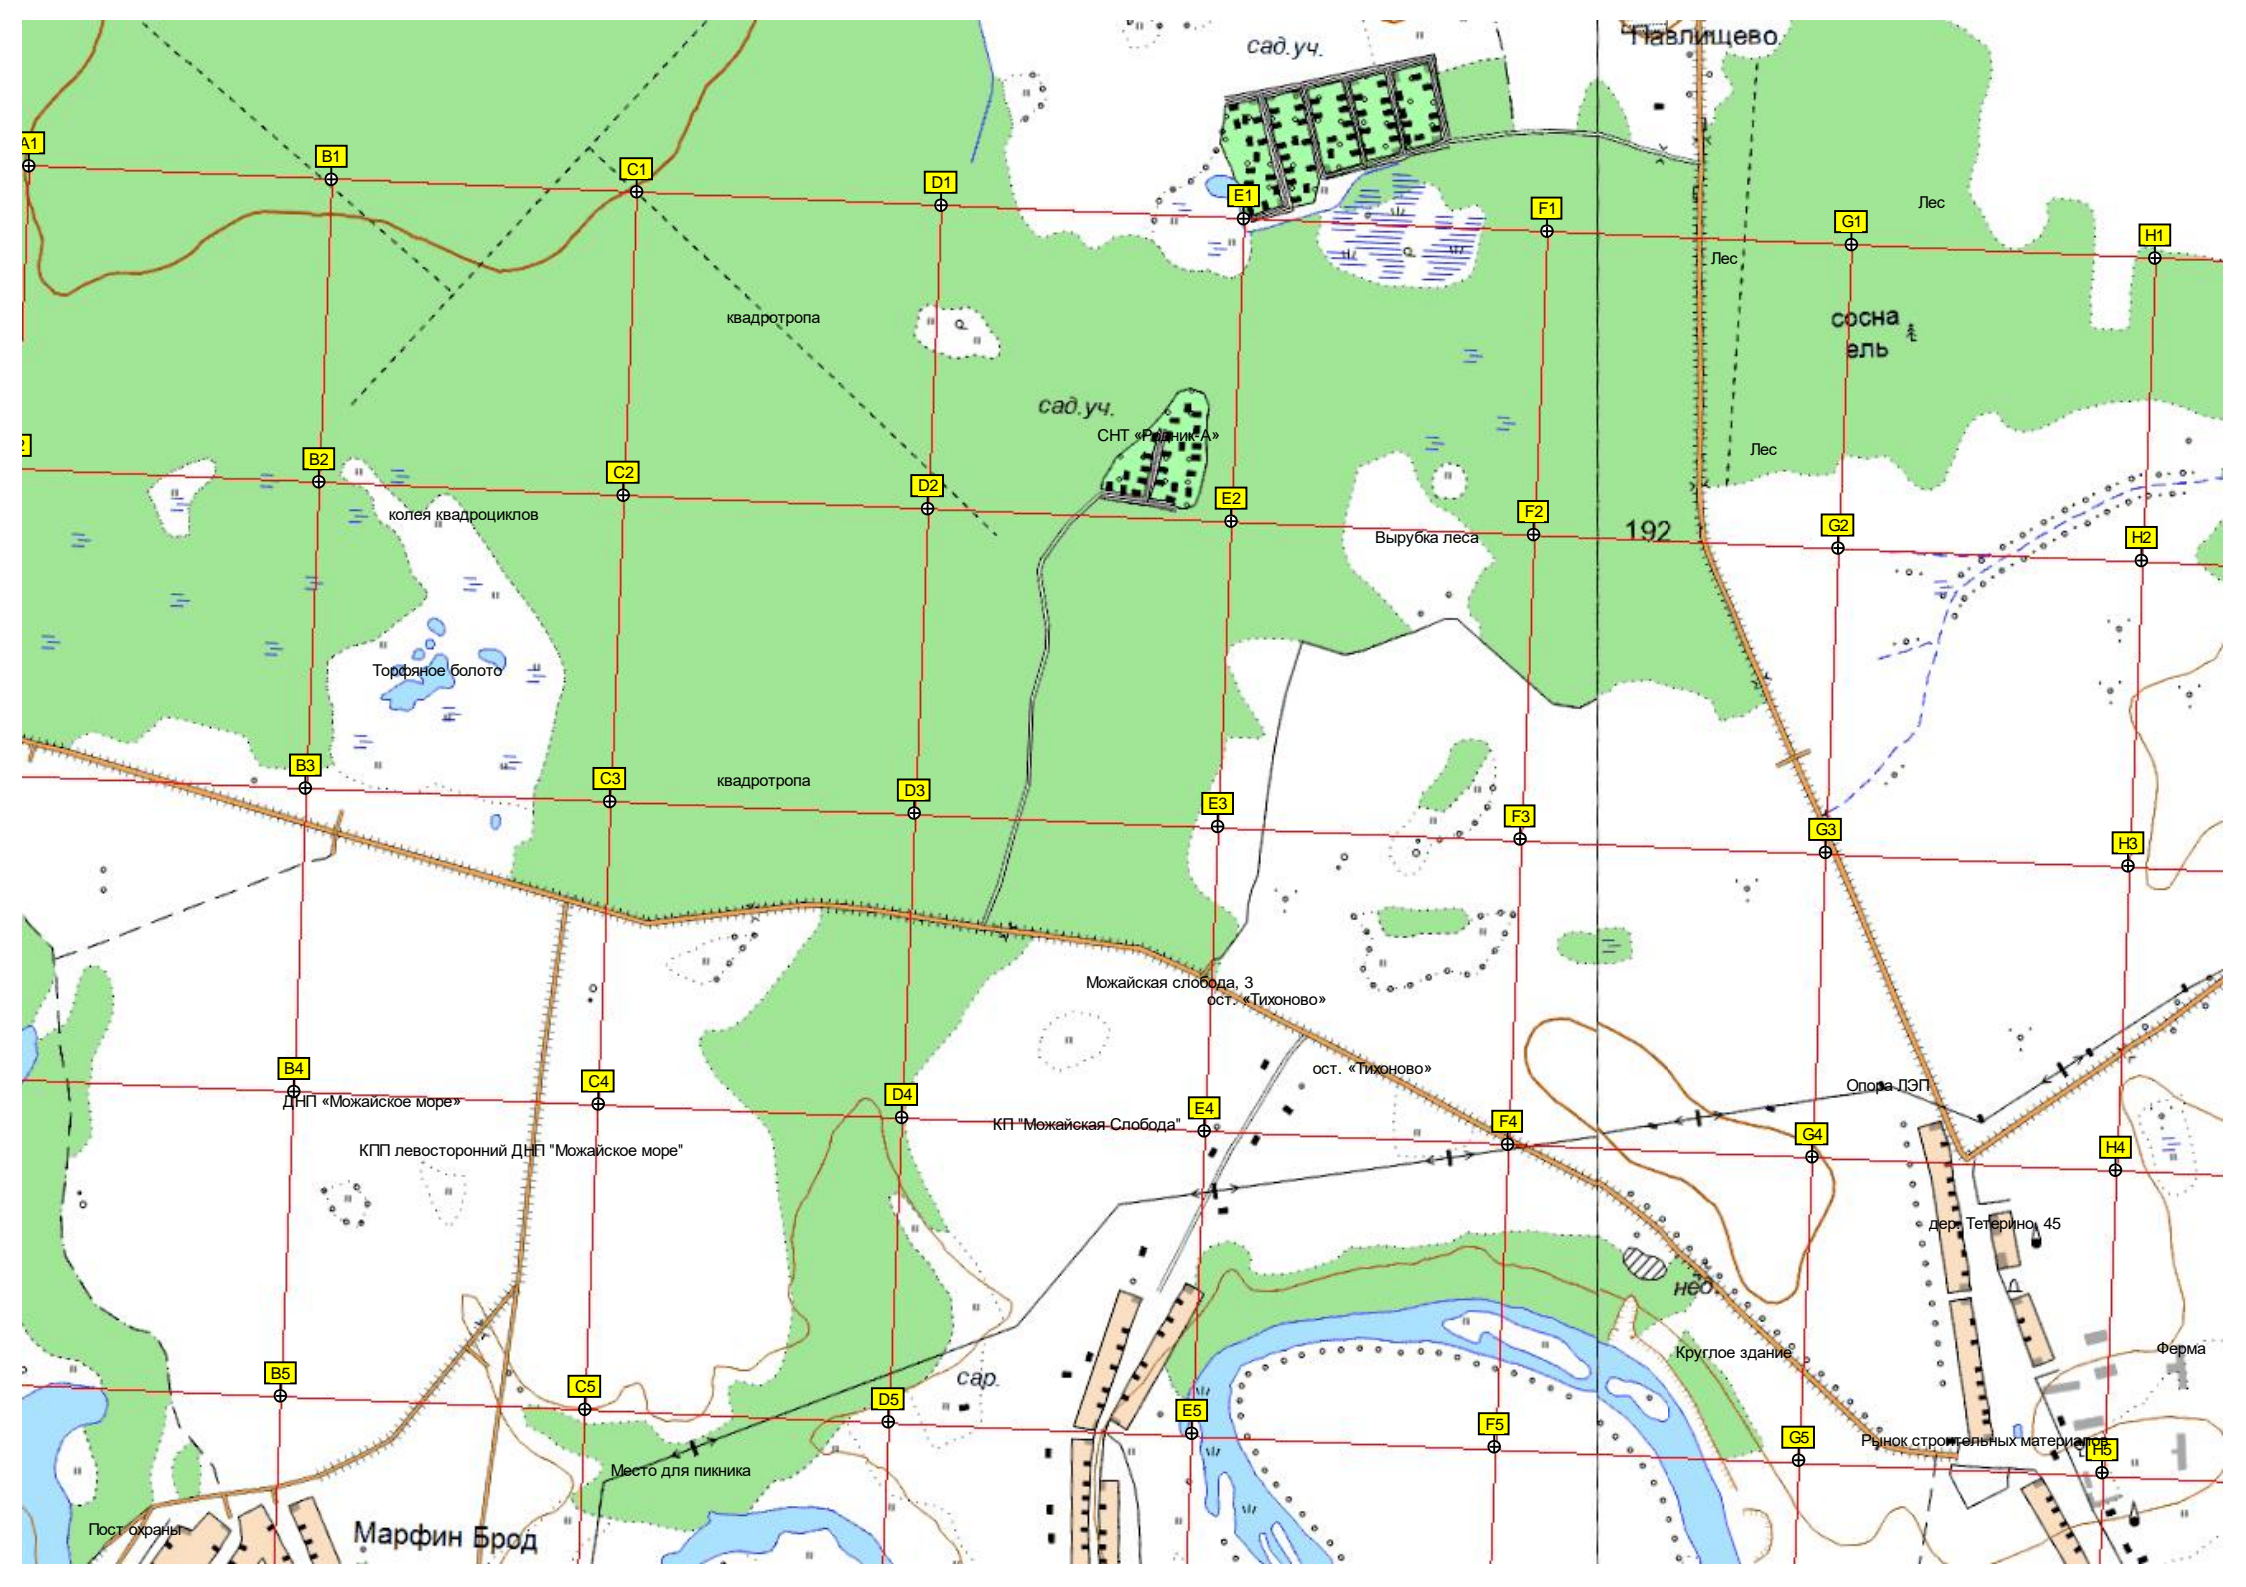 Павлищево
сад.уч.
A1
B1
C1
D1
E1
F1
G1
H1
Лес
Лес
квадротропа
сосна
ель
сад.уч.
СНТ «Родник-А»
Лес
2
B2
C2
D2
E2
F2
G2
H2
колея квадроциклов
Вырубка леса
192
Торфяное болото
B3
C3
D3
E3
F3
G3
H3
квадротропа
Можайская слобода, 3
ост. «Тихоново»
ост. «Тихоново»
Опора ЛЭП
B4
C4
D4
E4
F4
G4
H4
ДНП «Можайское море»
КП "Можайская Слобода"
КПП левосторонний ДНП "Можайское море"
дер. Тетерино, 45
нео.
Круглое здание
Ферма
сар.
B5
C5
D5
E5
F5
G5
H5
Рынок строительных материалов
Место для пикника
Пост охраны
Марфин Брод